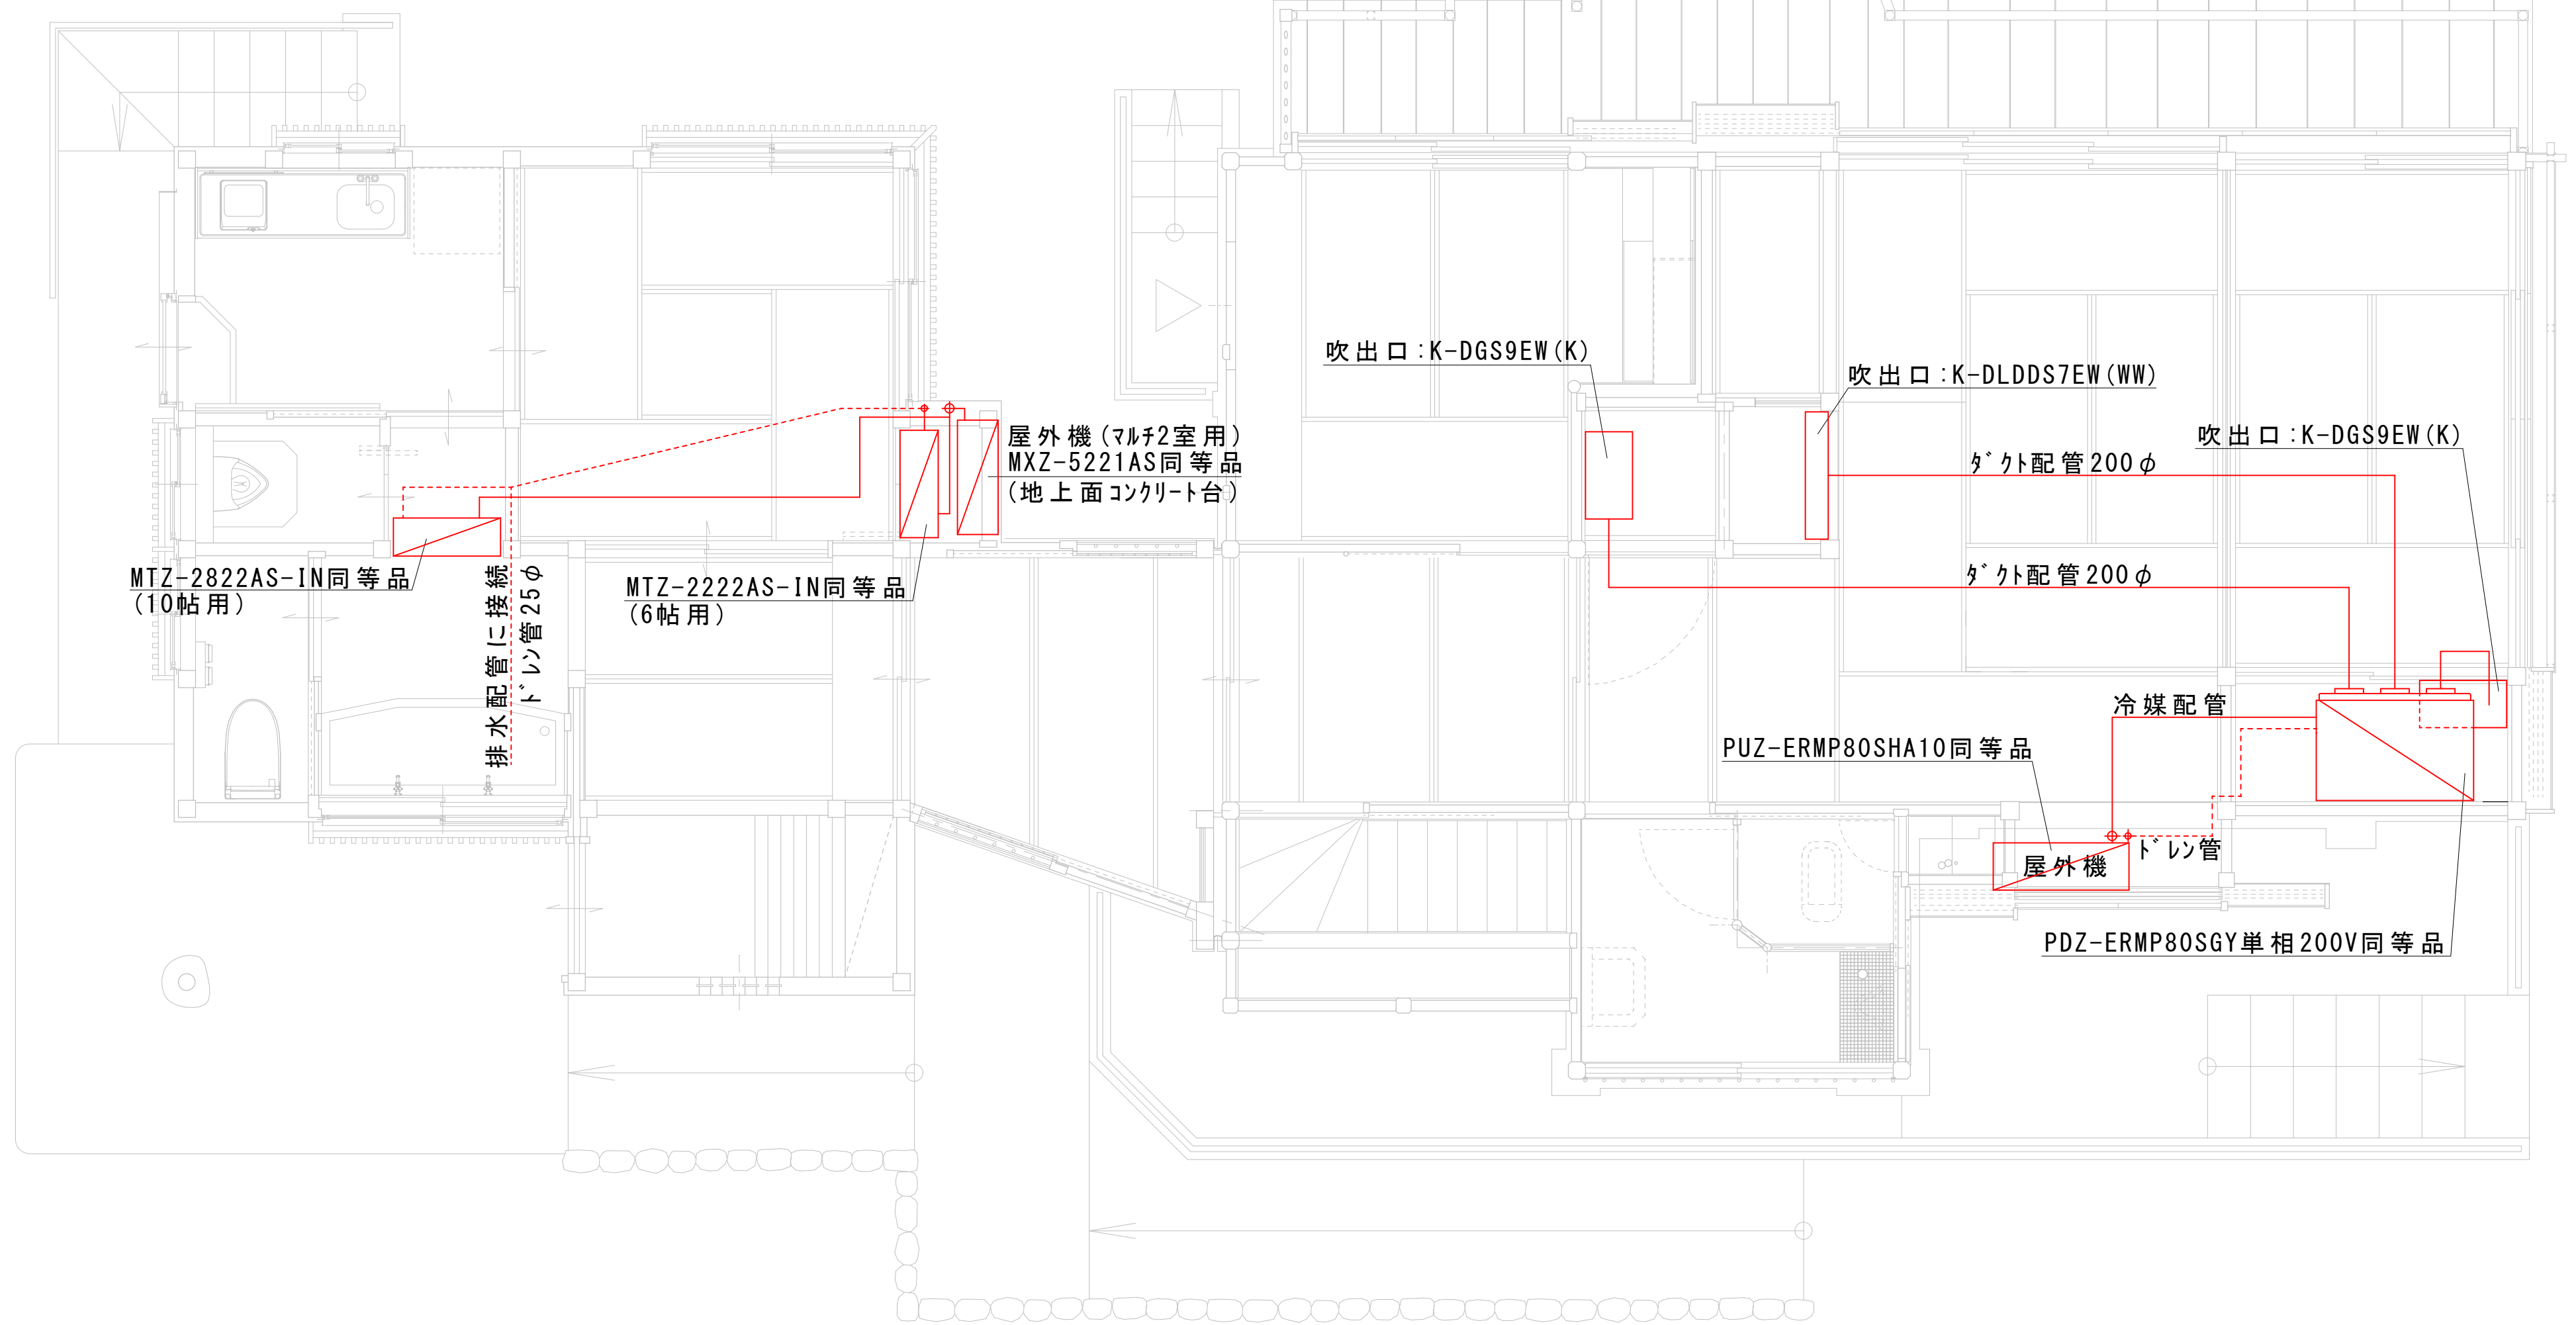 吹出口:K-DGS9EW(K)
吹出口:K-DLDDS7EW(WW)
吹出口:K-DGS9EW(K)
屋外機(ﾏﾙﾁ2室用)
MXZ-5221AS同等品
(地上面ｺﾝｸﾘｰﾄ台)
ﾀﾞｸﾄ配管200φ
ﾀﾞｸﾄ配管200φ
MTZ-2822AS-IN同等品
(10帖用)
排水配管に接続
ﾄﾞﾚﾝ管25φ
MTZ-2222AS-IN同等品
(6帖用)
冷媒配管
PUZ-ERMP80SHA10同等品
ﾄﾞﾚﾝ管
屋外機
PDZ-ERMP80SGY単相200V同等品